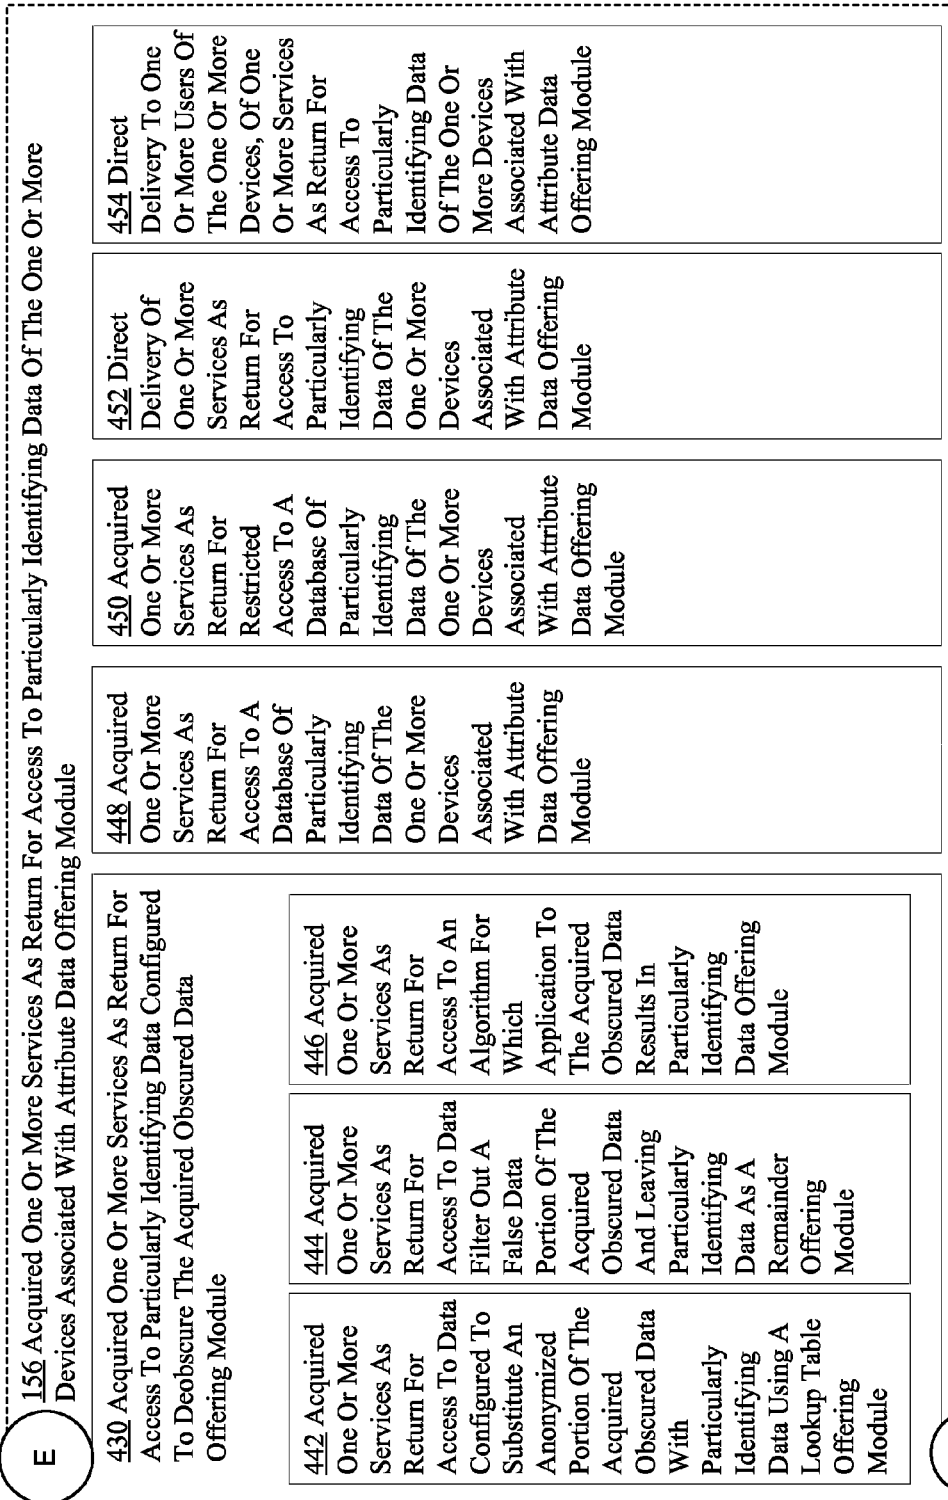 E
156 Acquired One Or More Services As Return For Access To Particularly Identifying Data Of The One Or More
Devices Associated With Attribute Data Offering Module
430 Acquired One Or More Services As Return For
Access To Particularly Identifying Data Configured
To Deobscure The Acquired Obscured Data
Offering Module
442 Acquired
One Or More
Services As
Return For
Access To Data
Configured To
Substitute An
Anonymized
Portion Of The
Acquired
Obscured Data
With
Particularly
Identifying
Data Using A
Lookup Table
Offering
Module
444 Acquired
One Or More
Services As
Return For
Access To Data
Filter Out A
False Data
Portion Of The
Acquired
Obscured Data
And Leaving
Particularly
Identifying
Data As A
Remainder
Offering
Module
446 Acquired
One Or More
Services As
Return For
Access To An
Algorithm For
Which
Application To
The Acquired
Obscured Data
Results In
Particularly
Identifying
Data Offering
Module
448 Acquired
One Or More
Services As
Return For
Access To A
Database Of
Particularly
Identifying
Data Of The
One Or More
Devices
Associated
With Attribute
Data Offering
Module
450 Acquired
One Or More
Services As
Return For
Restricted
Access To A
Database Of
Particularly
Identifying
Data Of The
One Or More
Devices
Associated
With Attribute
Data Offering
Module
452 Direct
Delivery Of
One Or More
Services As
Return For
Access To
Particularly
Identifying
Data Of The
One Or More
Devices
Associated
With Attribute
Data Offering
Module
454 Direct
Delivery To One
Or More Users Of
The One Or More
Devices, Of One
Or More Services
As Return For
Access To
Particularly
Identifying Data
Of The One Or
More Devices
Associated With
Attribute Data
Offering Module